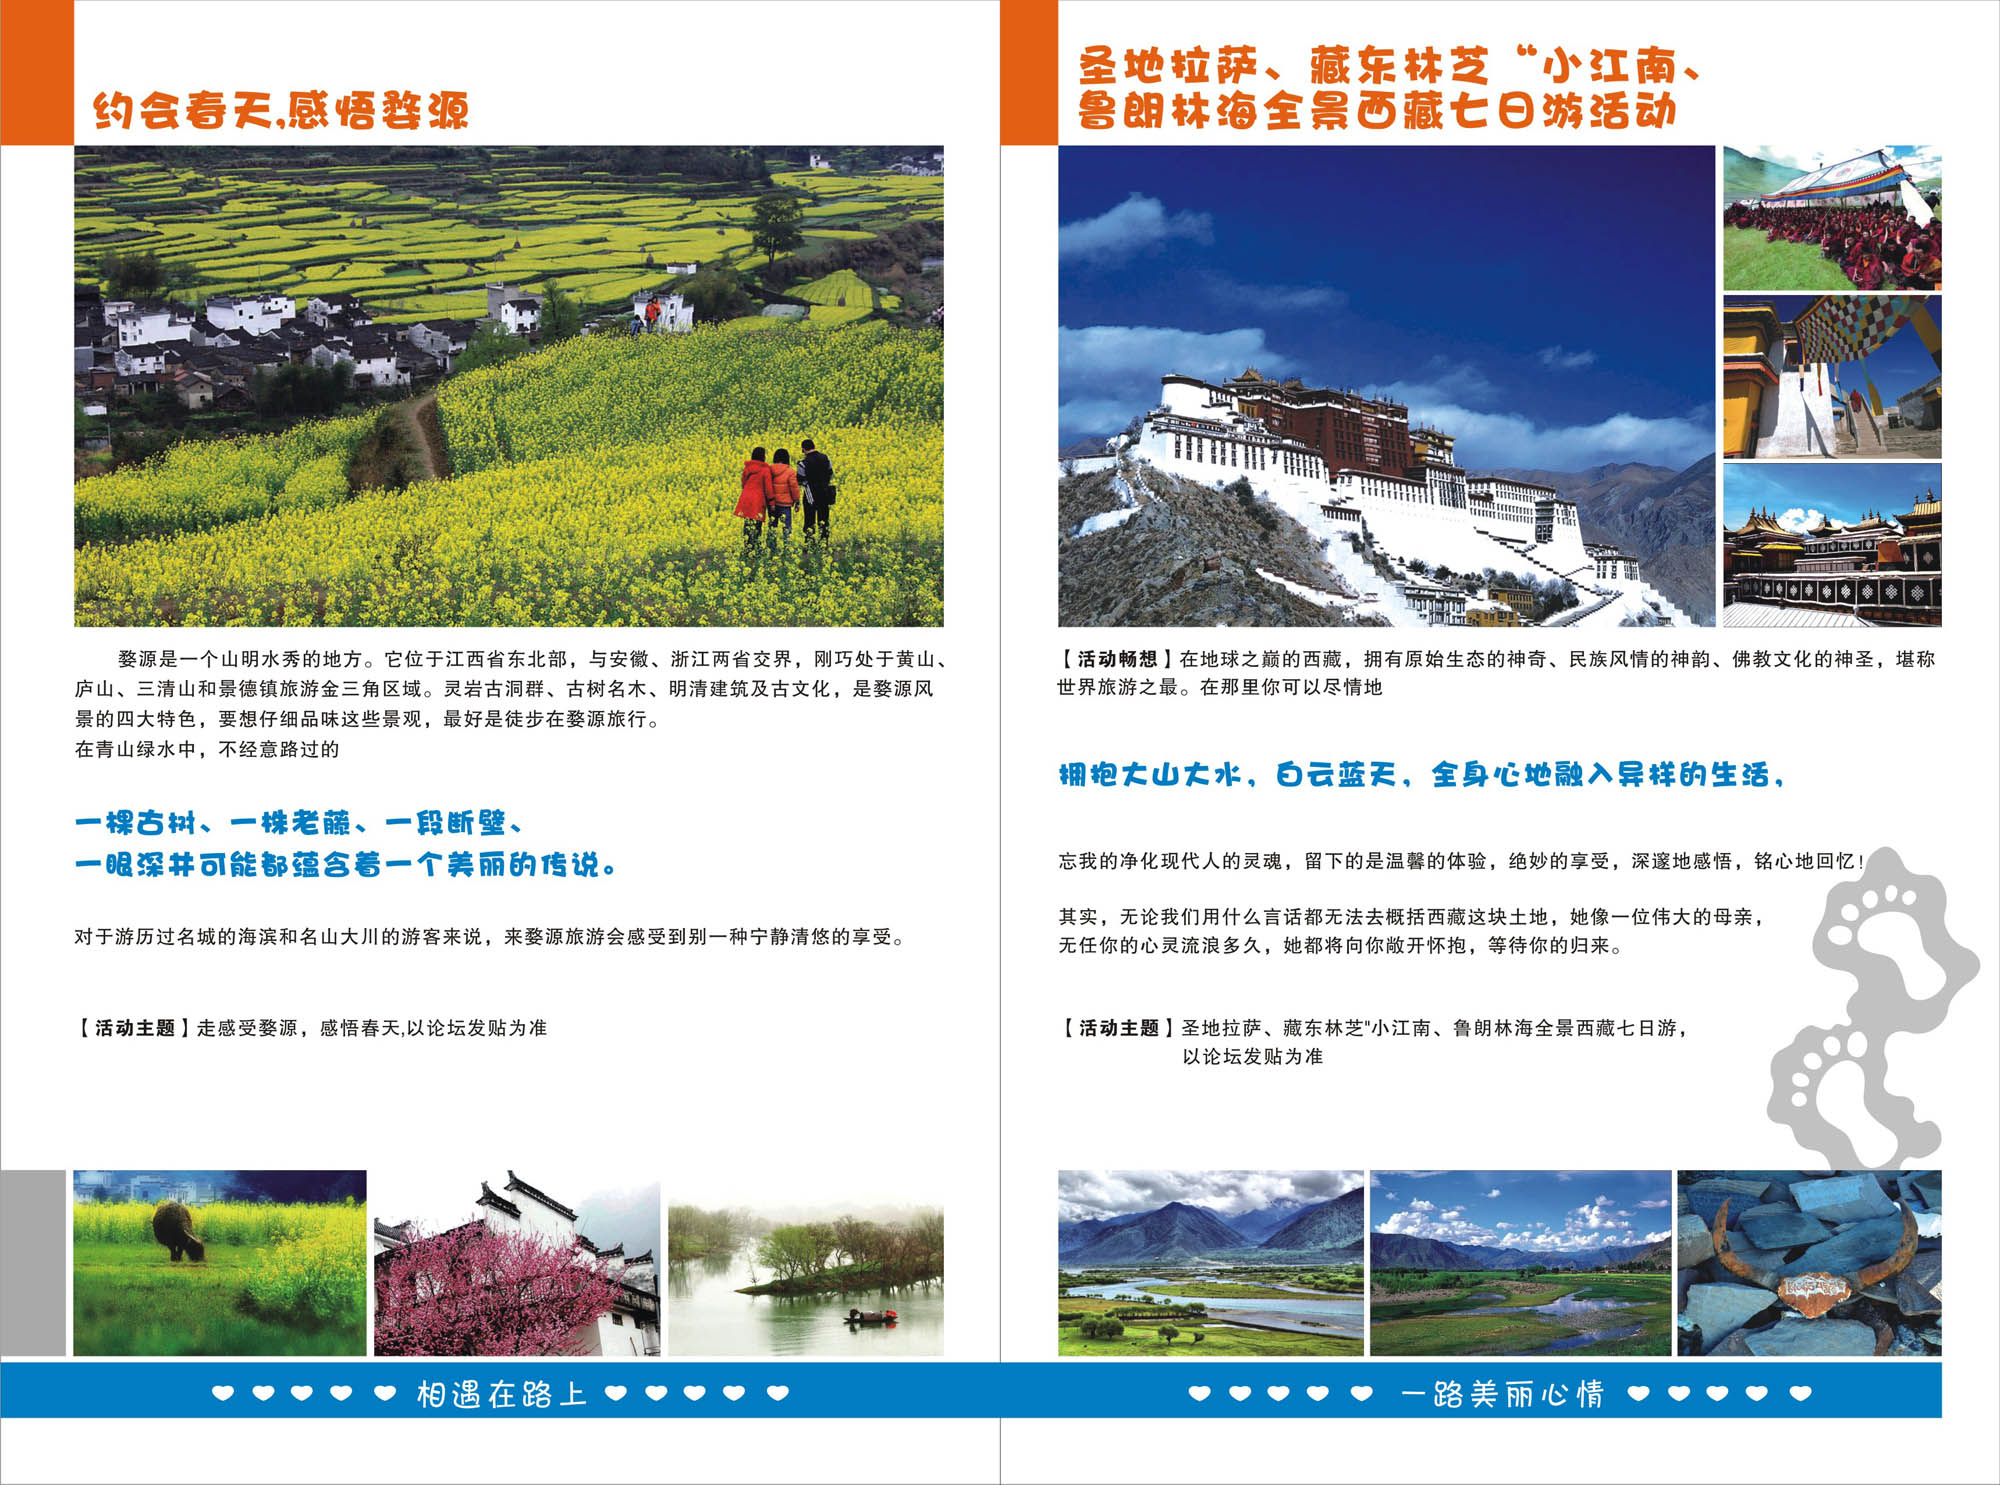 约会春天,感悟婺源
婺源是一个山明水秀的地方。它位于江西省东北部，与安徽、浙江两省交界，刚巧处于黄山、
庐山、三清山和景德镇旅游金三角区域。灵岩古洞群、古树名木、明清建筑及古文化，是婺源风
景的四大特色，要想仔细品味这些景观，最好是徒步在婺源旅行。
在青山绿水中，不经意路过的
一棵古树、一株老藤、一段断壁、
一眼深井可能都蕴含着一个美丽的传说。
对于游历过名城的海滨和名山大川的游客来说，来婺源旅游会感受到别一种宁静清悠的享受。
【活动主题】走感受婺源，感悟春天,以论坛发贴为准
相遇在路上
圣地拉萨、藏东林芝“小江南、
鲁朗林海全景西藏七日游活动
【活动畅想】在地球之巅的西藏，拥有原始生态的神奇、民族风情的神韵、佛教文化的神圣，堪称
世界旅游之最。在那里你可以尽情地
拥抱大山大水，白云蓝天，全身心地融入异样的生活，
忘我的净化现代人的灵魂，留下的是温馨的体验，绝妙的享受，深邃地感悟，铭心地回忆！
其实，无论我们用什么言话都无法去概括西藏这块土地，她像一位伟大的母亲，
无任你的心灵流浪多久，她都将向你敞开怀抱，等待你的归来。
【活动主题】圣地拉萨、藏东林芝"小江南、鲁朗林海全景西藏七日游，
以论坛发贴为准
一路美丽心情